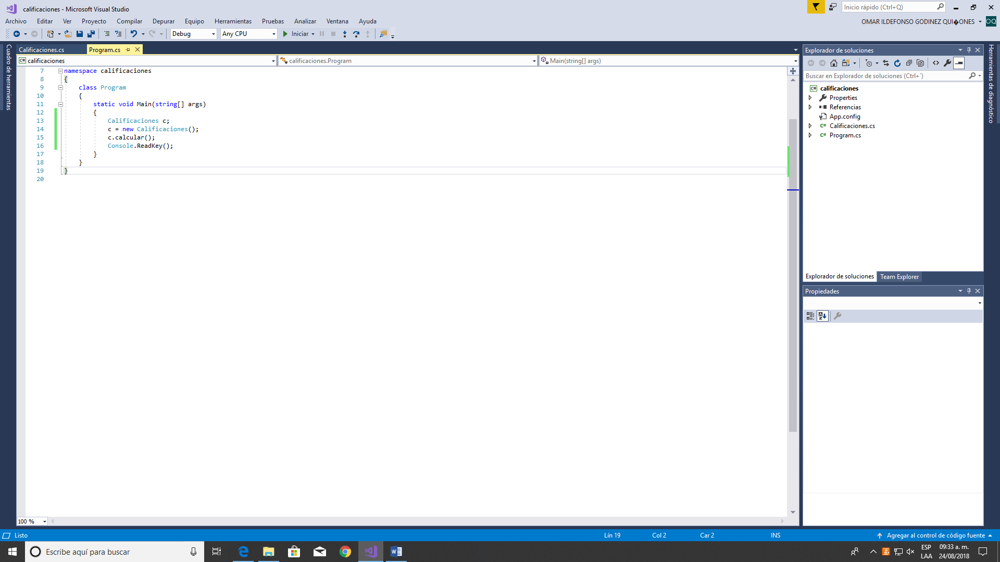 calificaciones - Microsoft Visual Studio
Inicio rápido (Ctrl+Q)
Archivo Editar Ver Proyecto Compilar Depurar Equipo Herramientas Pruebas Analizar Ventana Ayuda
OMAR ILDEFONSO GODINEZ QUI�ONES OQ
Debug Any CPU Iniciar
Cuadro de herramientas
Calificaciones.cs Program.cs
calificaciones calificaciones.Program Main(string[] args)
7 namespace calificaciones
8 {
9 class Program
10 {
11 static void Main(string[] args)
12 {
13 Calificaciones c;
14 c = new Calificaciones();
15 c.calcular();
16 Console.ReadKey();
17 }
18 }
19 }
20
100 %
Explorador de soluciones
Buscar en Explorador de soluciones (Ctrl+`)
C# calificaciones
Properties
Referencias
App.config
C# Calificaciones.cs
C# Program.cs
Explorador de soluciones Team Explorer
Propiedades
Herramientas de diagnóstico
Listo Lín 19 Col 2 Car 2 INS Agregar al control de código fuente
Escribe aquí para buscar
ESP
LAA
09:33 a. m.
24/08/2018